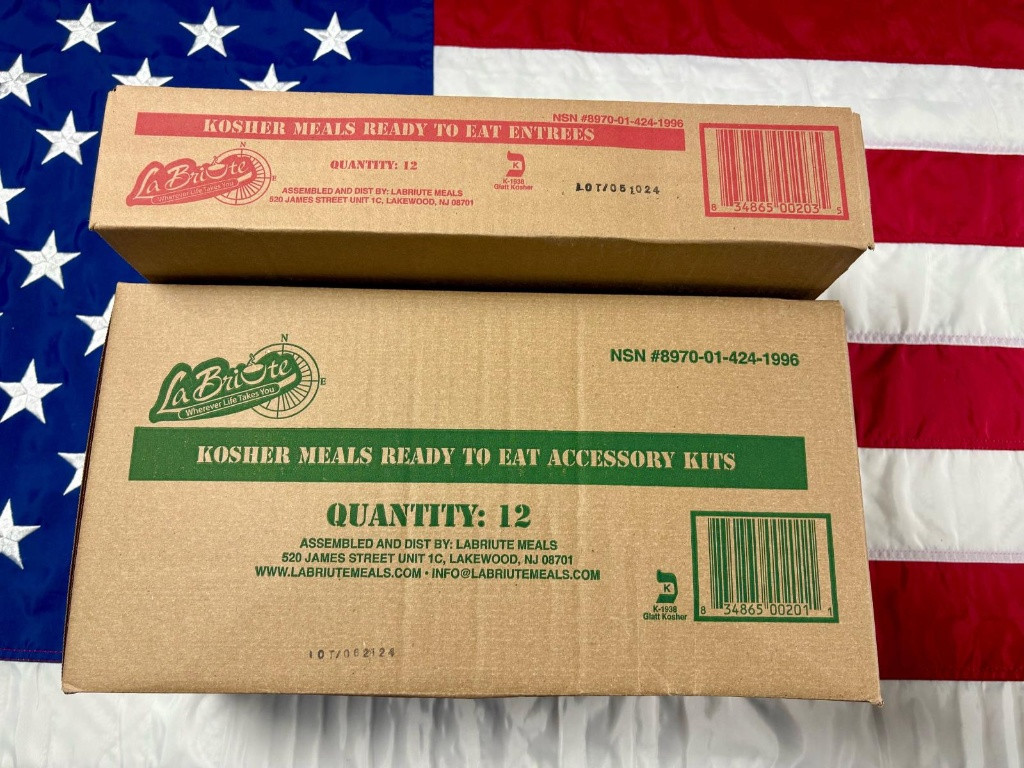 NSN #8970-01-424-1996
KOSHER MEALS READY TO EAT ENTREES
La Briute
Wherever Life Takes You
N
E
QUANTITY: 12
ASSEMBLED AND DIST BY: LABRIUTE MEALS
520 JAMES STREET UNIT 1C, LAKEWOOD, NJ 08701
K
K-1938
Glatt Kosher
LOT/051024
8 34865 00203 5
N
E
La Briute
Wherever Life Takes You
NSN #8970-01-424-1996
KOSHER MEALS READY TO EAT ACCESSORY KITS
QUANTITY: 12
ASSEMBLED AND DIST BY: LABRIUTE MEALS
520 JAMES STREET UNIT 1C, LAKEWOOD, NJ 08701
WWW.LABRIUTEMEALS.COM • INFO@LABRIUTEMEALS.COM
K
K-1938
Glatt Kosher
8 34865 00201 1
LOT/052124